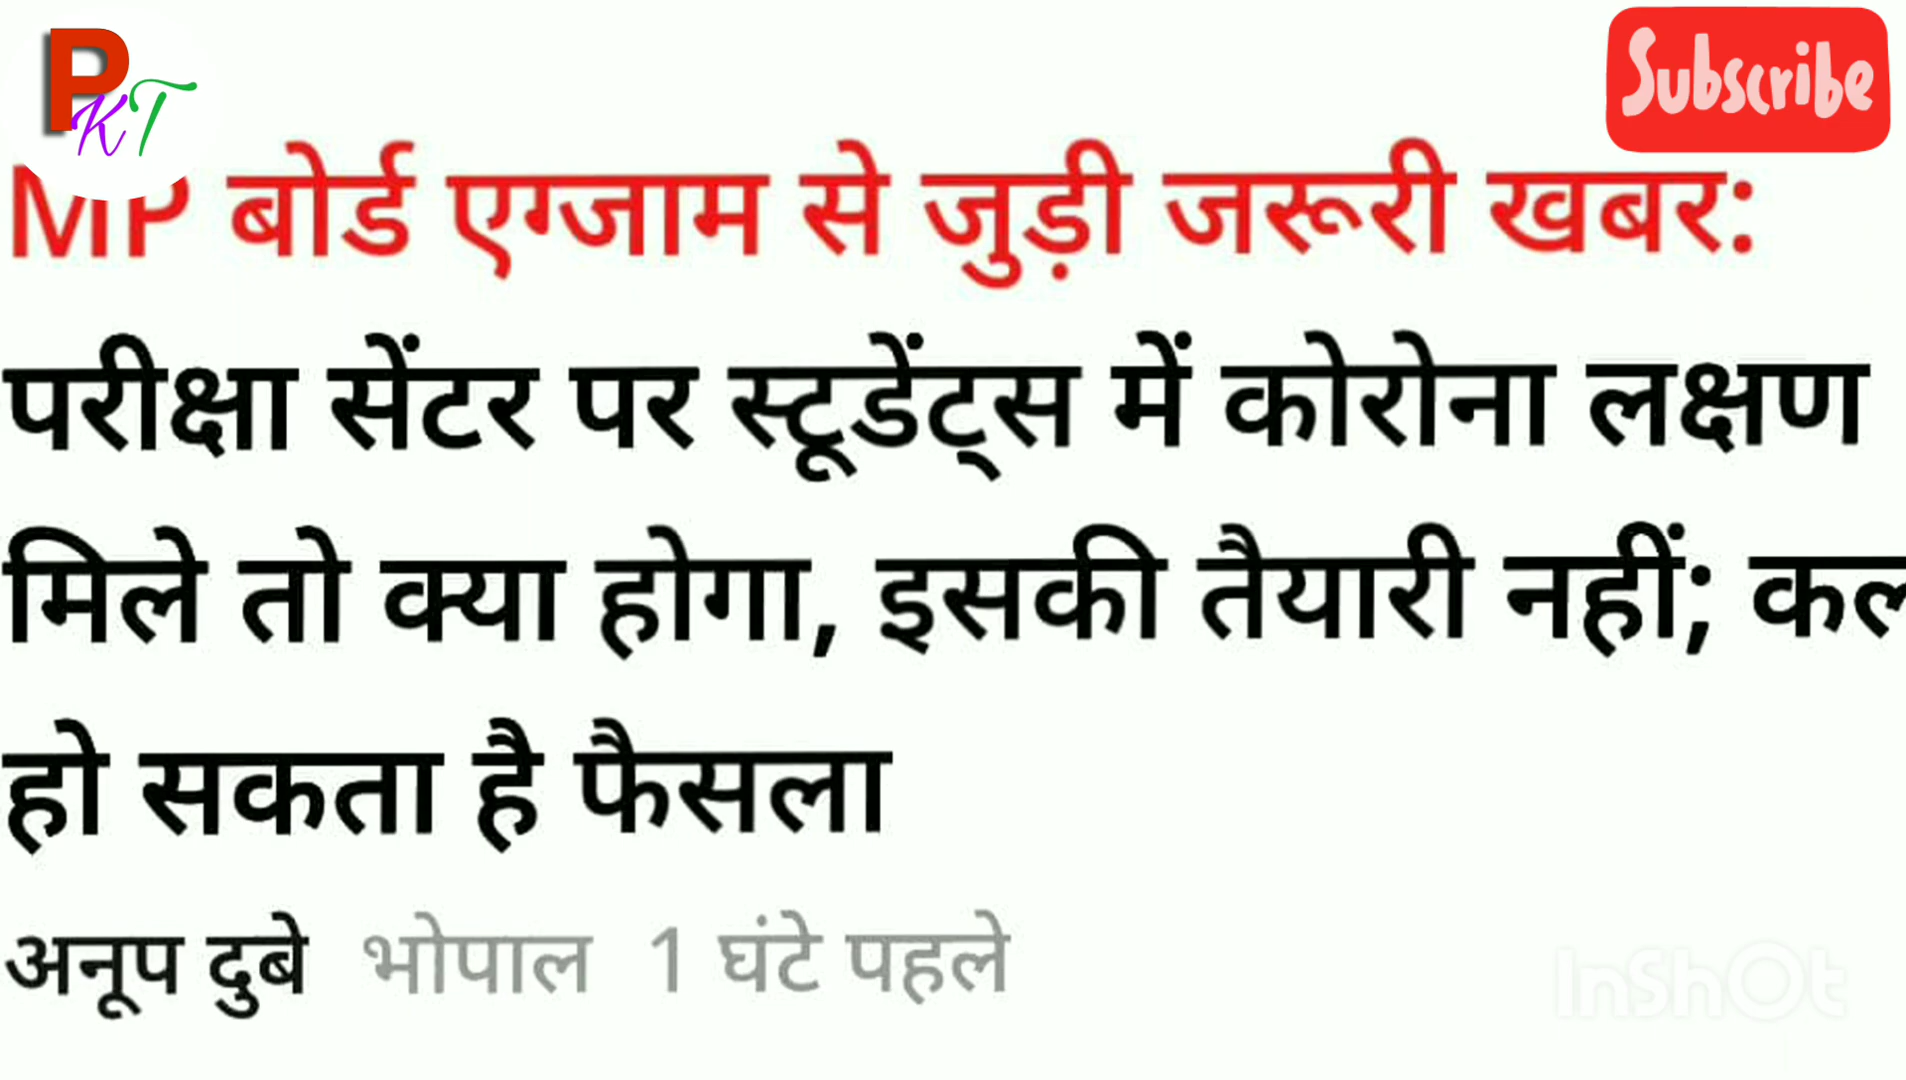 PKT
Subscribe
MP बोर्ड एग्जाम से जुड़ी जरूरी खबर:
परीक्षा सेंटर पर स्टूडेंट्स में कोरोना लक्षण
मिले तो क्या होगा, इसकी तैयारी नहीं; कल
हो सकता है फैसला
अनूप दुबे भोपाल 1 घंटे पहले
InShOt